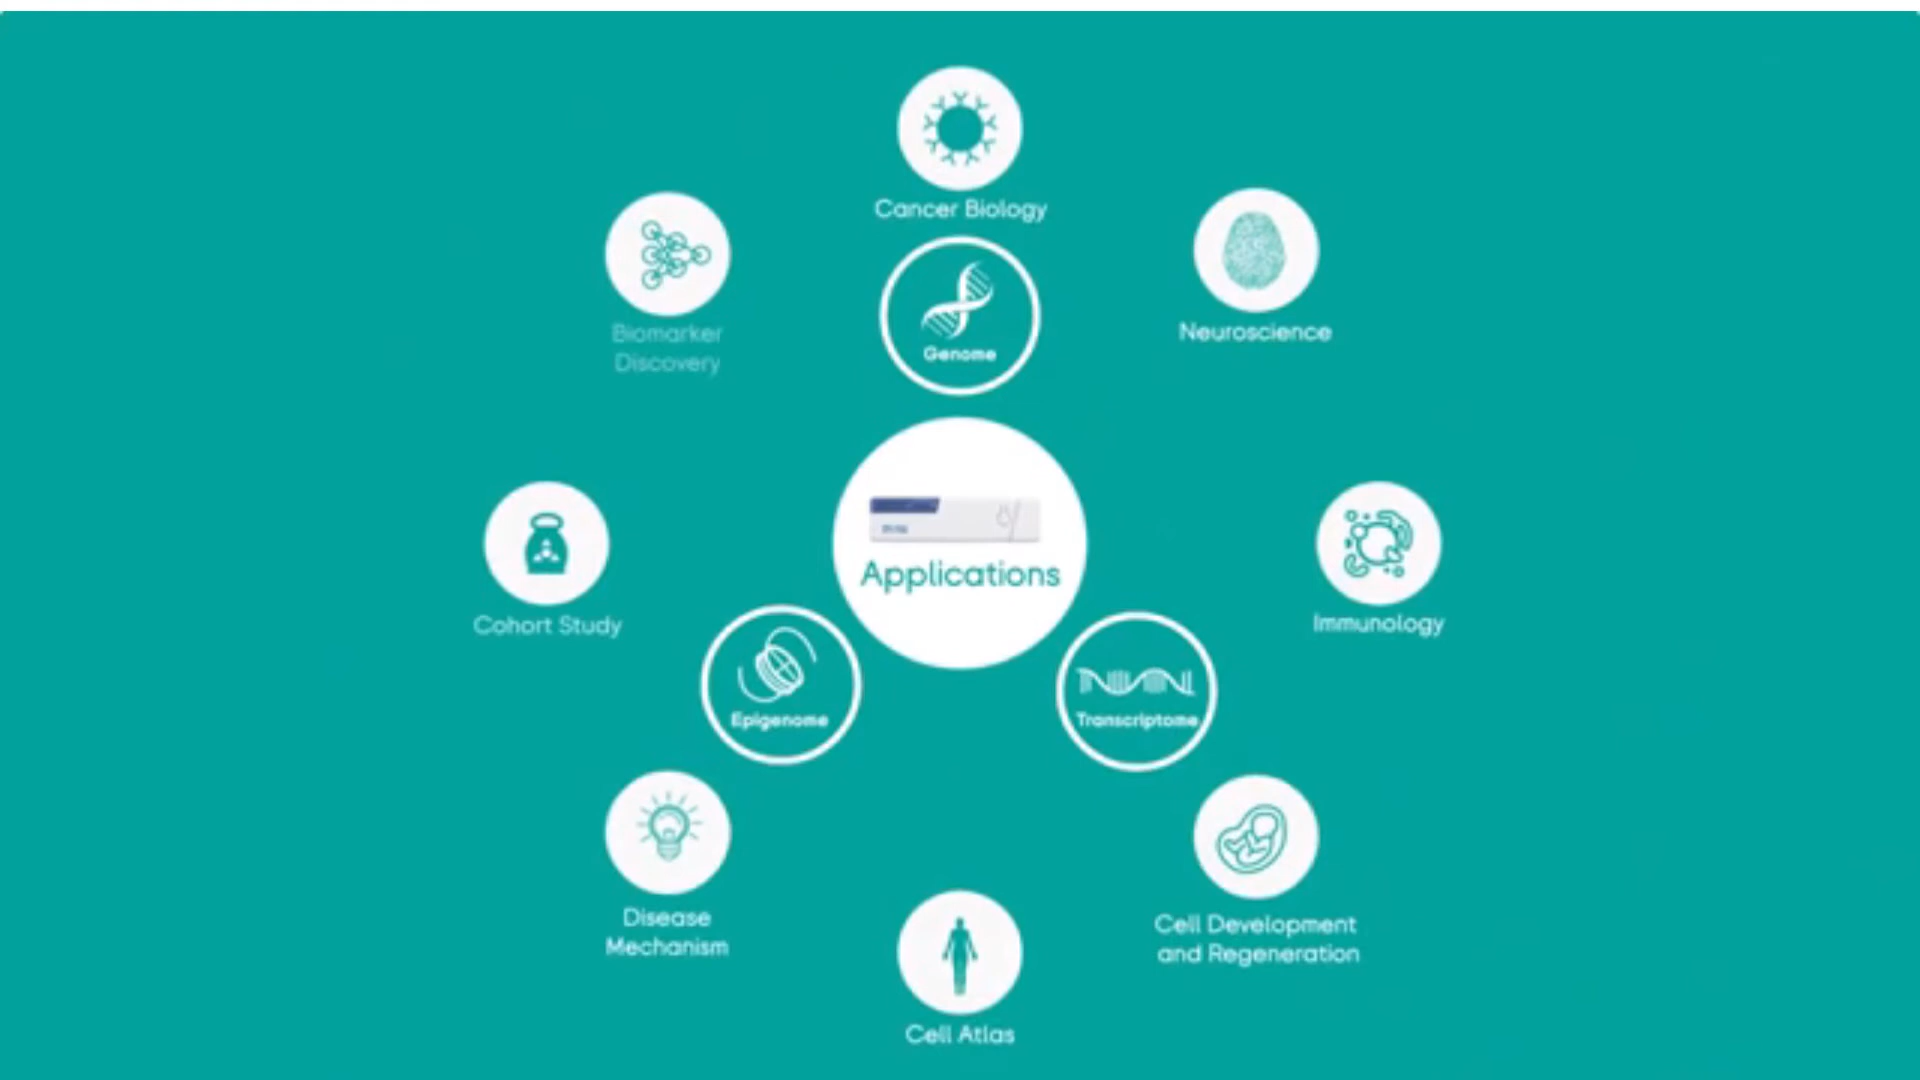 Cancer Biology
Biomarker
Discovery
Neuroscience
Genome
Applications
Cohort Study
Immunology
Epigenome
Transcriptome
Disease
Mechanism
Cell Development
and Regeneration
Cell Atlas